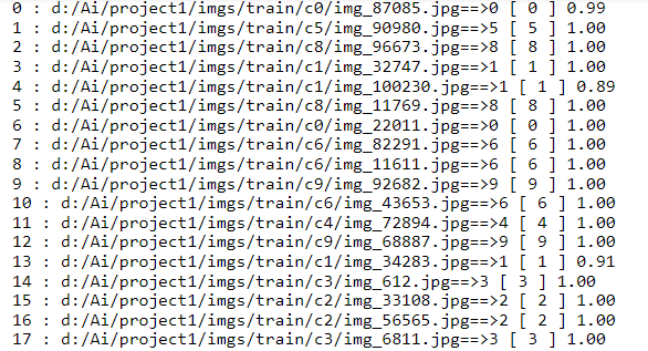 0 : d:/Ai/project1/imgs/train/c0/img_87085.jpg==>0 [ 0 ] 0.99
1 : d:/Ai/project1/imgs/train/c5/img_90980.jpg==>5 [ 5 ] 1.00
2 : d:/Ai/project1/imgs/train/c8/img_96673.jpg==>8 [ 8 ] 1.00
3 : d:/Ai/project1/imgs/train/c1/img_32747.jpg==>1 [ 1 ] 1.00
4 : d:/Ai/project1/imgs/train/c1/img_100230.jpg==>1 [ 1 ] 0.89
5 : d:/Ai/project1/imgs/train/c8/img_11769.jpg==>8 [ 8 ] 1.00
6 : d:/Ai/project1/imgs/train/c0/img_22011.jpg==>0 [ 0 ] 1.00
7 : d:/Ai/project1/imgs/train/c6/img_82291.jpg==>6 [ 6 ] 1.00
8 : d:/Ai/project1/imgs/train/c6/img_11611.jpg==>6 [ 6 ] 1.00
9 : d:/Ai/project1/imgs/train/c9/img_92682.jpg==>9 [ 9 ] 1.00
10 : d:/Ai/project1/imgs/train/c6/img_43653.jpg==>6 [ 6 ] 1.00
11 : d:/Ai/project1/imgs/train/c4/img_72894.jpg==>4 [ 4 ] 1.00
12 : d:/Ai/project1/imgs/train/c9/img_68887.jpg==>9 [ 9 ] 1.00
13 : d:/Ai/project1/imgs/train/c1/img_34283.jpg==>1 [ 1 ] 0.91
14 : d:/Ai/project1/imgs/train/c3/img_612.jpg==>3 [ 3 ] 1.00
15 : d:/Ai/project1/imgs/train/c2/img_33108.jpg==>2 [ 2 ] 1.00
16 : d:/Ai/project1/imgs/train/c2/img_56565.jpg==>2 [ 2 ] 1.00
17 : d:/Ai/project1/imgs/train/c3/img_6811.jpg==>3 [ 3 ] 1.00